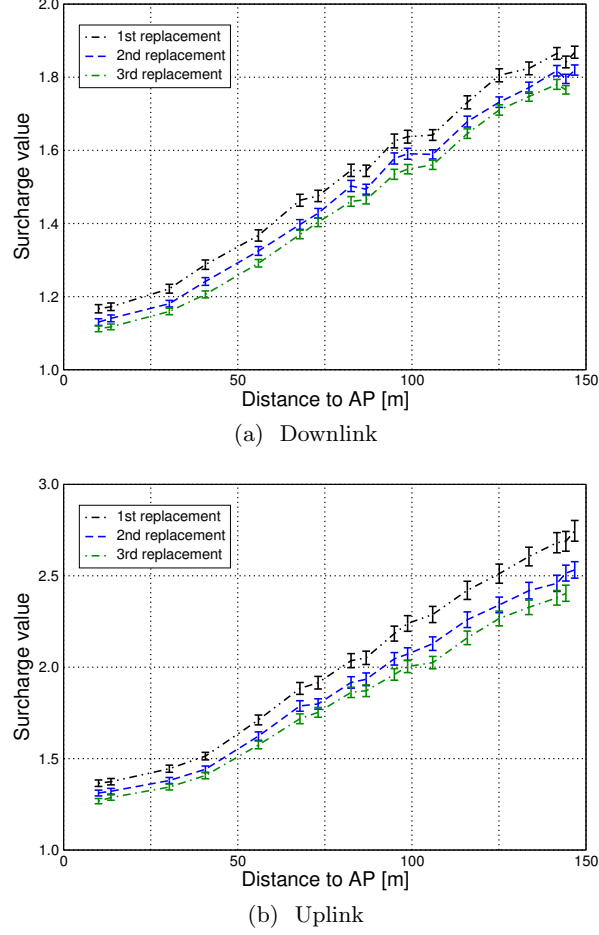 2.0
1.8
1.6
1.4
1.2
1.0
Surcharge value
1st replacement
2nd replacement
3rd replacement
0
50
100
150
Distance to AP [m]
(a) Downlink
3.0
2.5
2.0
1.5
1.0
Surcharge value
1st replacement
2nd replacement
3rd replacement
0
50
100
150
Distance to AP [m]
(b) Uplink